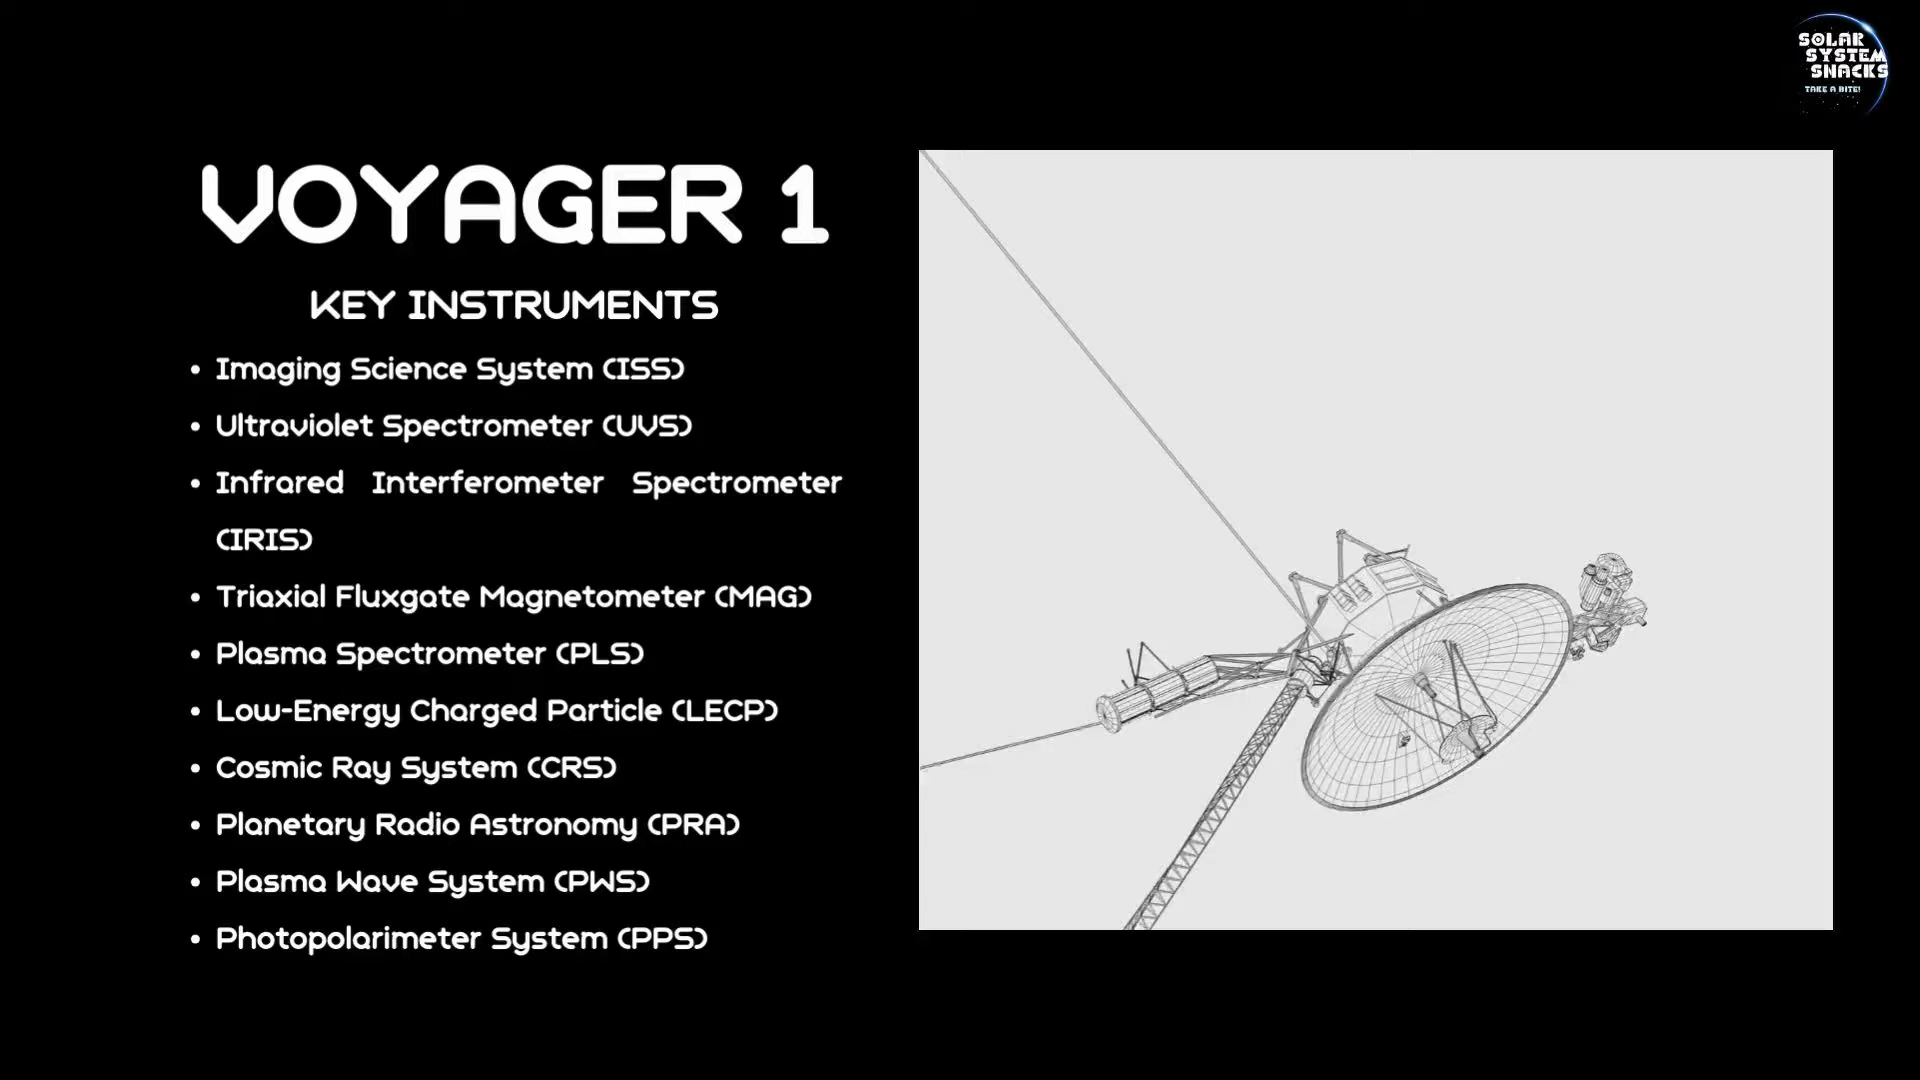 SOLAR
SYSTEM
SNACKS
TAKE A BITE!
VOYAGER 1
KEY INSTRUMENTS
• Imaging Science System (ISS)
• Ultraviolet Spectrometer (UVS)
• Infrared Interferometer Spectrometer
(IRIS)
• Triaxial Fluxgate Magnetometer (MAG)
• Plasma Spectrometer (PLS)
• Low-Energy Charged Particle (LECP)
• Cosmic Ray System (CRS)
• Planetary Radio Astronomy (PRA)
• Plasma Wave System (PWS)
• Photopolarimeter System (PPS)